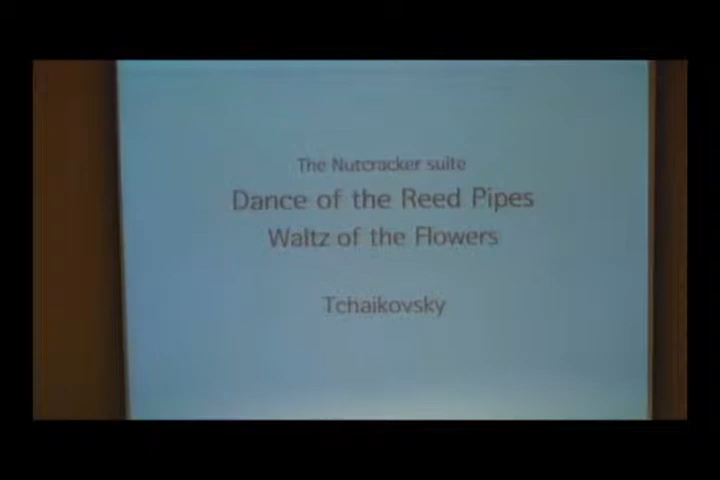 The Nutcracker suite
Dance of the Reed Pipes
Waltz of the Flowers
Tchaikovsky